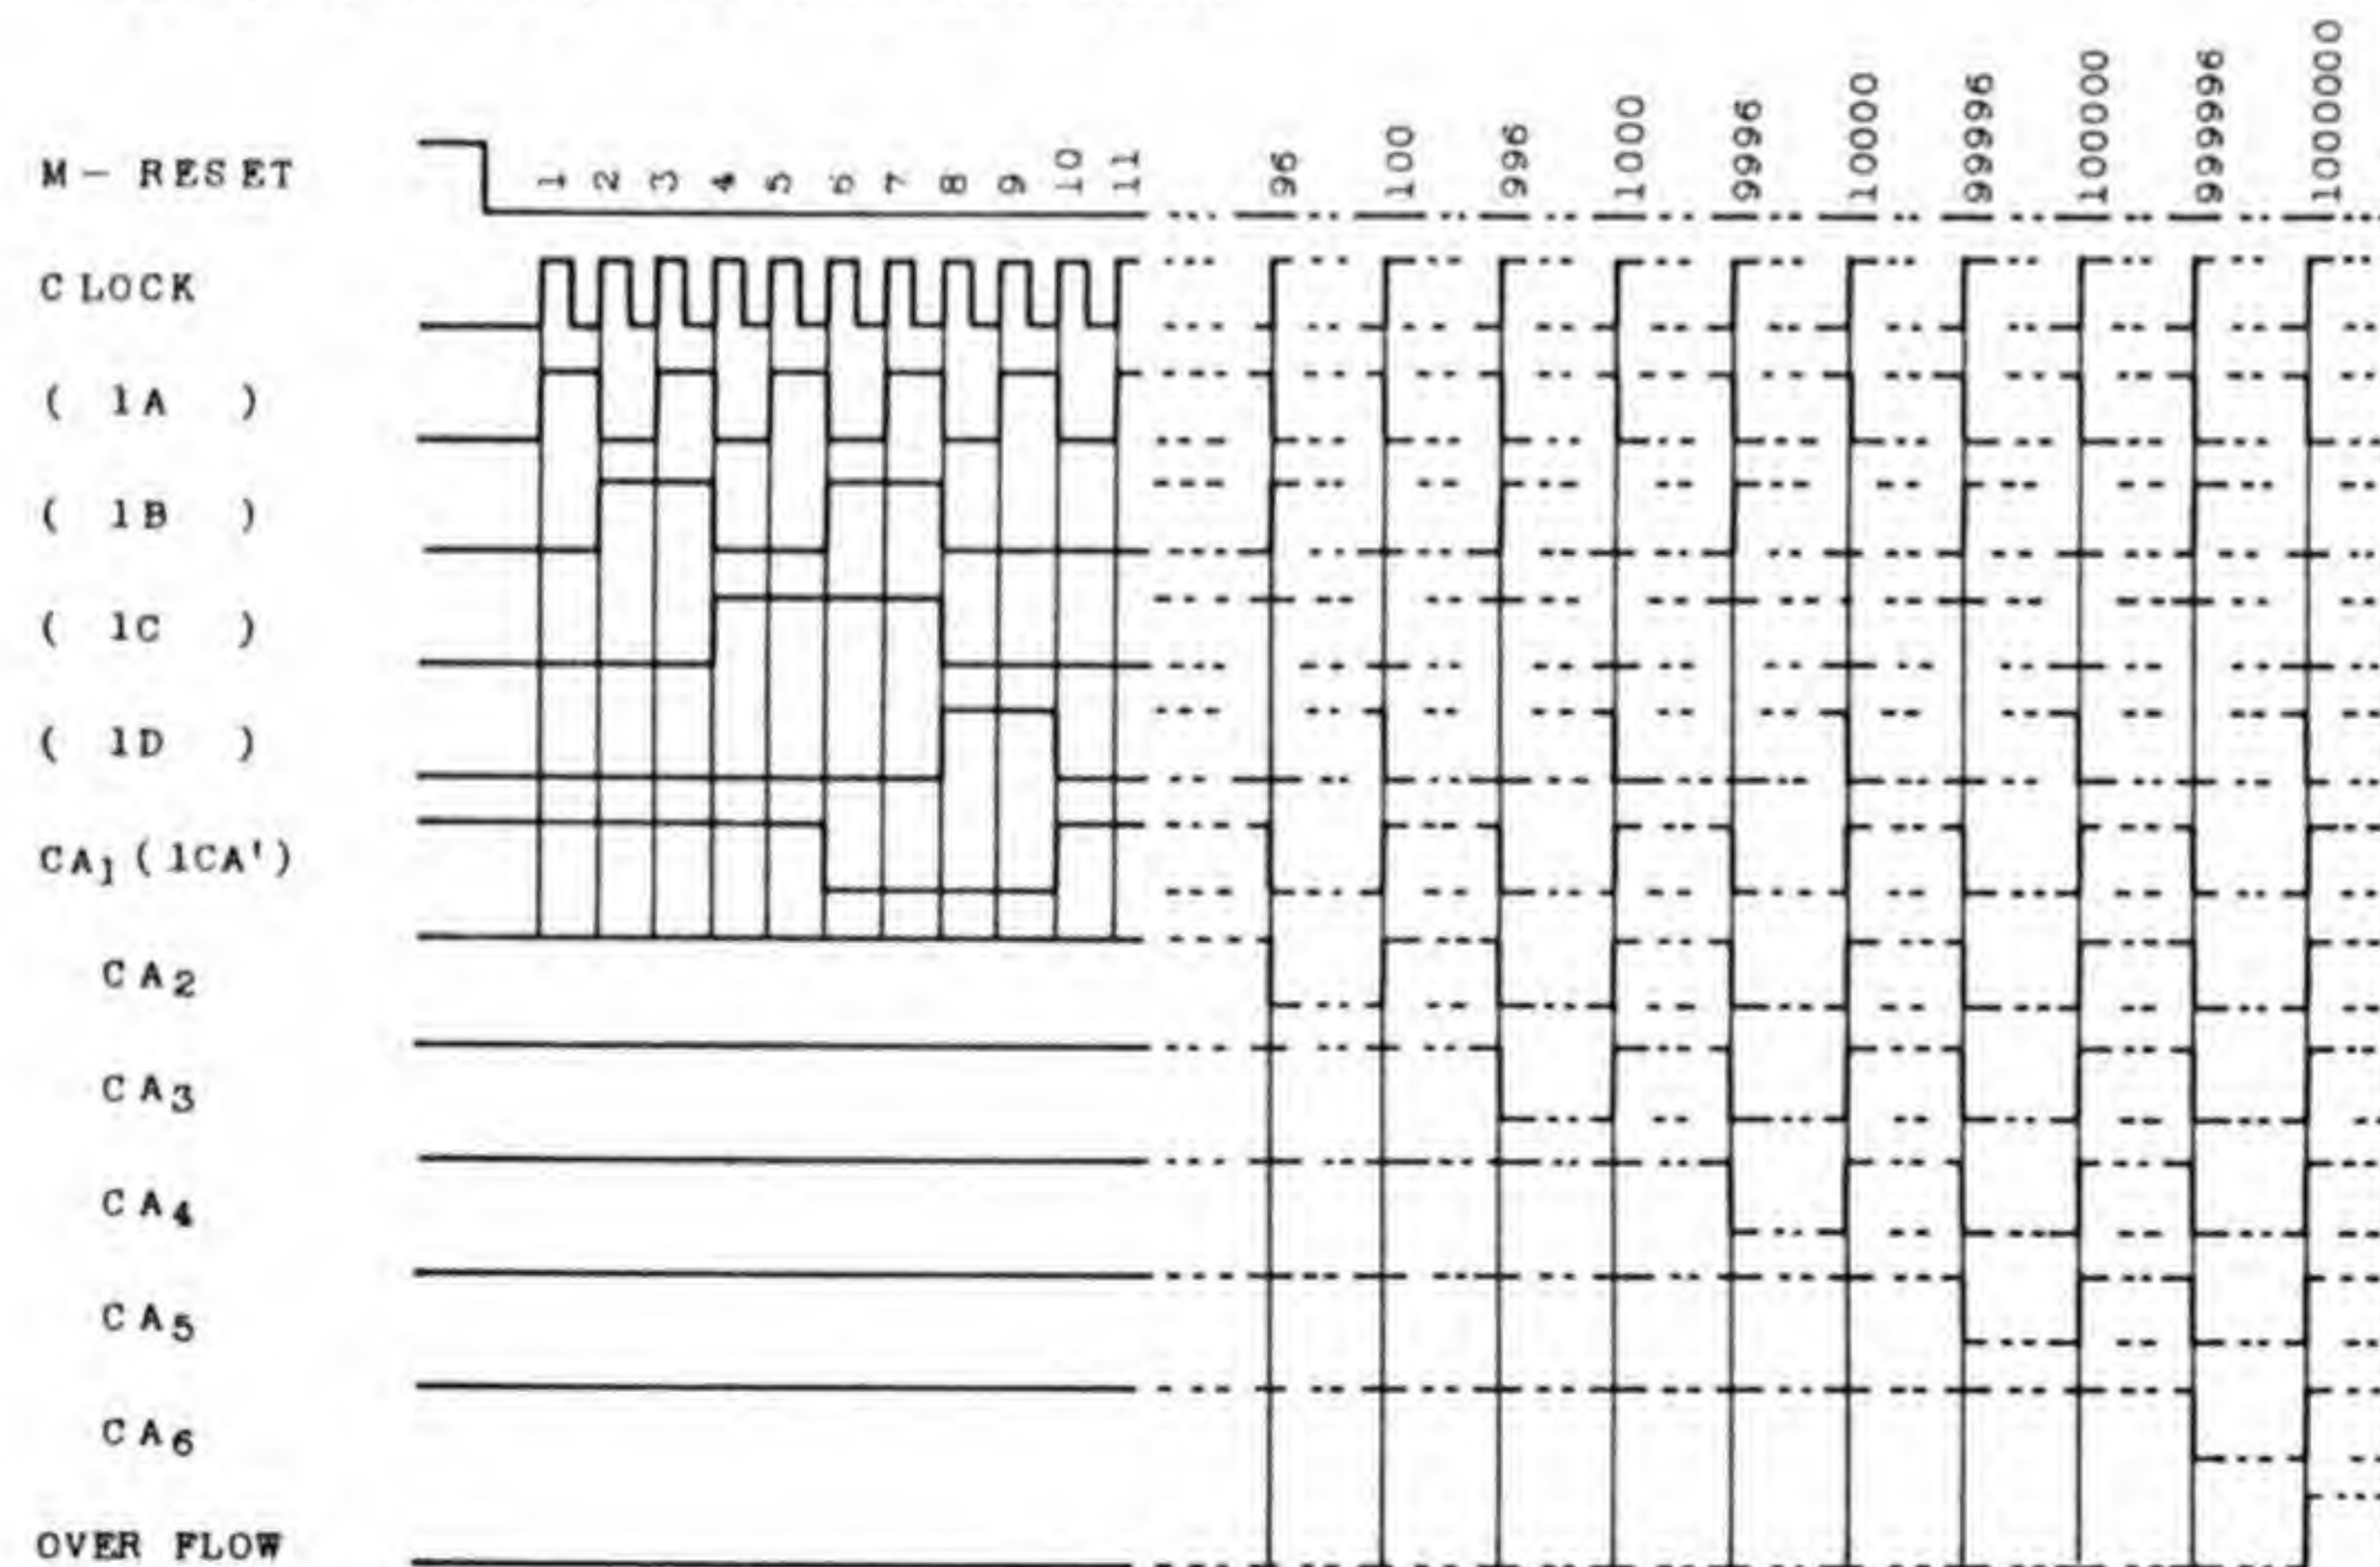 M - RESET
1 2 3 4 5 6 7 8 9 10 11 96 100 996 1000 9996 10000 99996 100000 999996 1000000
CLOCK
( 1A )
( 1B )
( 1C )
( 1D )
CA1 (1CA')
CA2
CA3
CA4
CA5
CA6
OVER FLOW